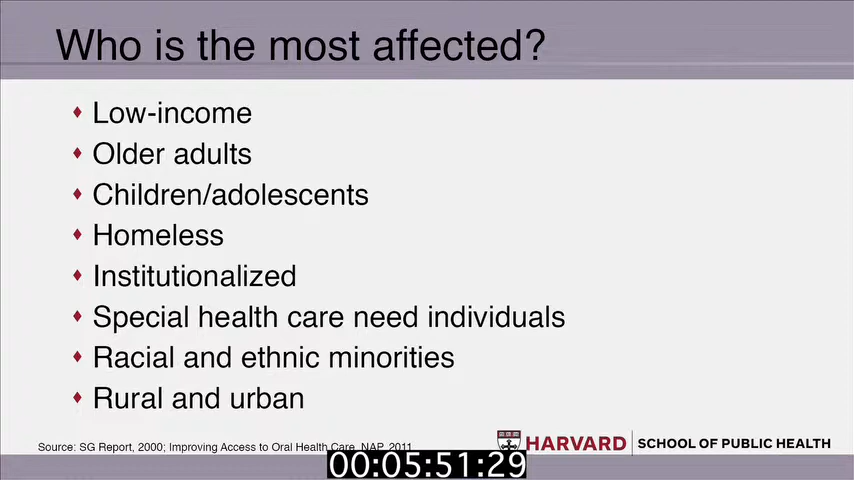 Who is the most affected?
Low-income
Older adults
Children/adolescents
Homeless
Institutionalized
Special health care need individuals
Racial and ethnic minorities
Rural and urban
Source: SG Report, 2000; Improving Access to Oral Health Care, NAP, 2011
HARVARD SCHOOL OF PUBLIC HEALTH
00:05:51:29